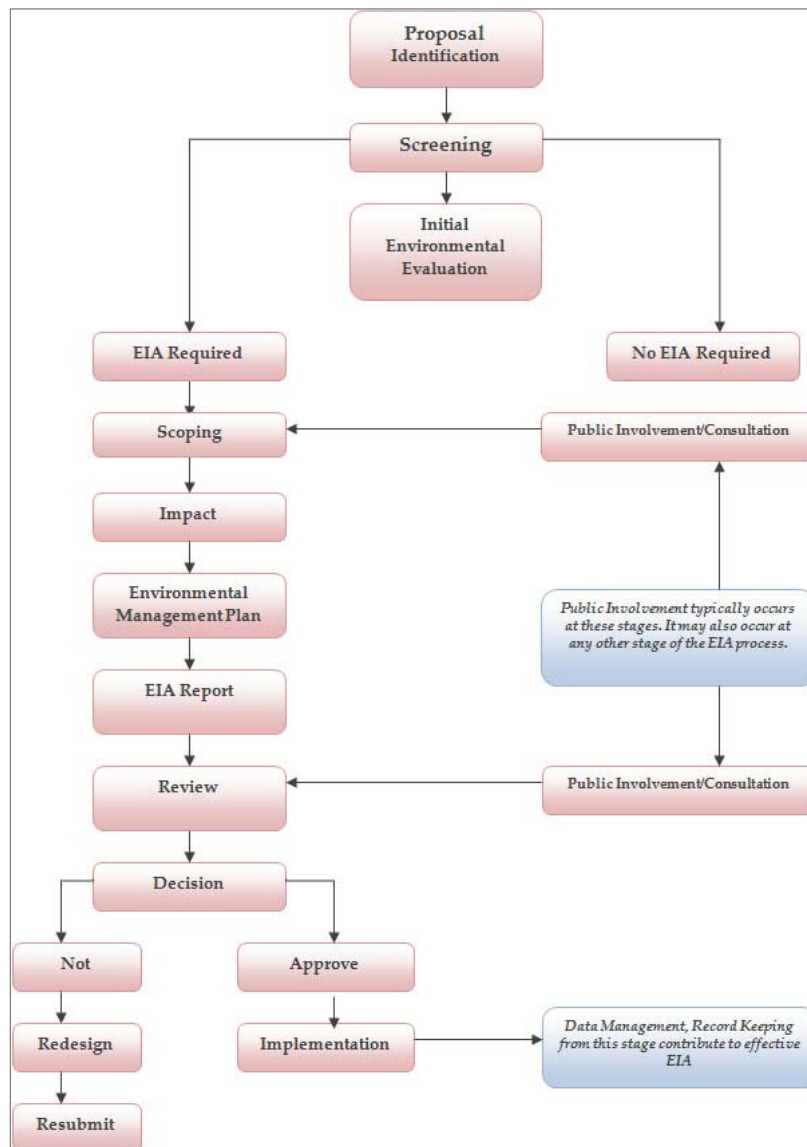 Proposal
Identification
Screening
Initial
Environmental
Evaluation
EIA Required
No EIA Required
Scoping
Public Involvement/Consultation
Impact
Environmental
Management Plan
Public Involvement typically occurs
at these stages. It may also occur at
any other stage of the EIA process.
EIA Report
Review
Public Involvement/Consultation
Decision
Not
Approve
Redesign
Implementation
Data Management, Record Keeping
from this stage contribute to effective
EIA
Resubmit